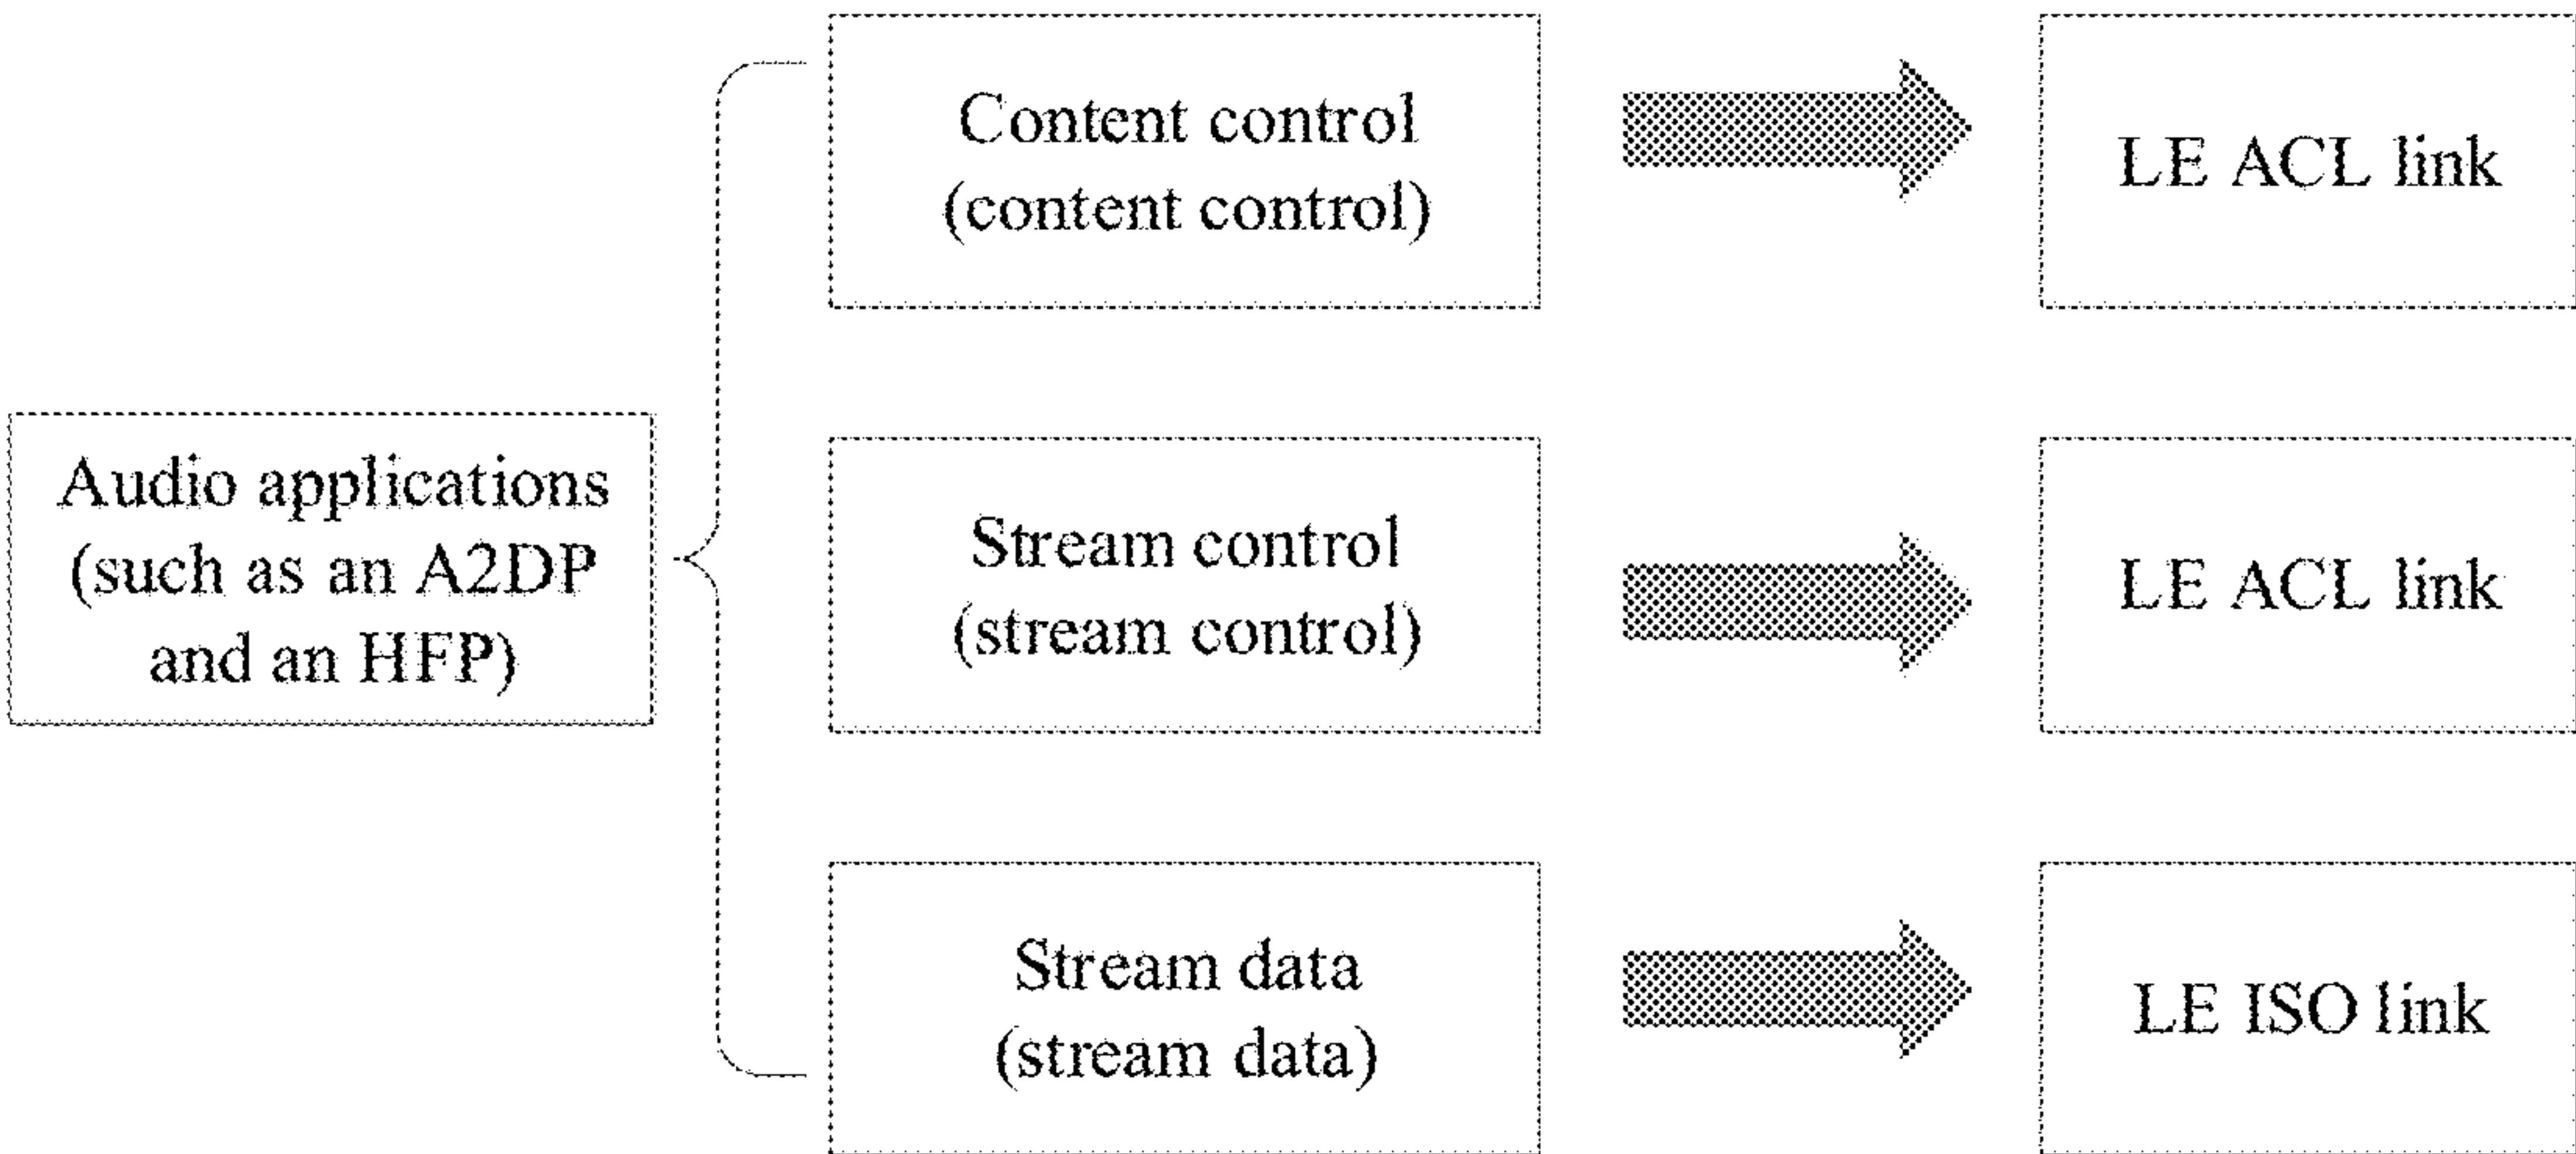 Audio applications
(such as an A2DP
and an HFP)
Content control
(content control)
LE ACL link
Stream control
(stream control)
LE ACL link
Stream data
(stream data)
LE ISO link